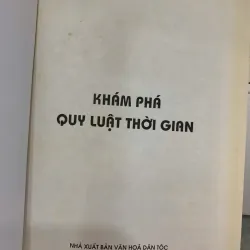 KHÁM PHÁ
QUY LUẬT THỜI GIAN
NHÀ XUẤT BẢN VĂN HOÁ DÂN TỘC